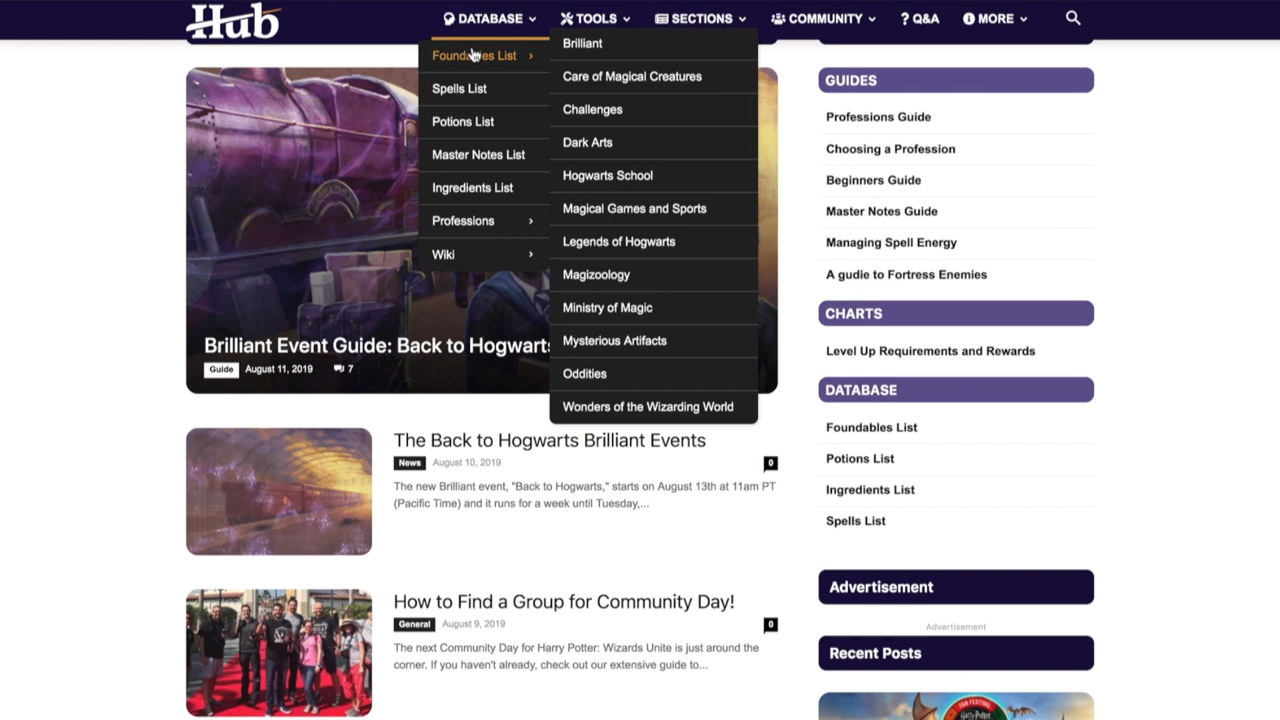 Hub
DATABASE
TOOLS
SECTIONS
COMMUNITY
? Q&A
MORE
Foundables List
Spells List
Potions List
Master Notes List
Ingredients List
Professions
Wiki
Brilliant
Care of Magical Creatures
Challenges
Dark Arts
Hogwarts School
Magical Games and Sports
Legends of Hogwarts
Magizoology
Ministry of Magic
Mysterious Artifacts
Oddities
Wonders of the Wizarding World
Brilliant Event Guide: Back to Hogwarts
Guide August 11, 2019 7
The Back to Hogwarts Brilliant Events
News August 10, 2019 0
The new Brilliant event, "Back to Hogwarts," starts on August 13th at 11am PT
(Pacific Time) and it runs for a week until Tuesday,...
How to Find a Group for Community Day!
General August 9, 2019 0
The next Community Day for Harry Potter: Wizards Unite is just around the
corner. If you haven't already, check out our extensive guide to...
GUIDES
Professions Guide
Choosing a Profession
Beginners Guide
Master Notes Guide
Managing Spell Energy
A gudie to Fortress Enemies
CHARTS
Level Up Requirements and Rewards
DATABASE
Foundables List
Potions List
Ingredients List
Spells List
Advertisement
Advertisement
Recent Posts
FAN FESTIVAL
Harry Potter